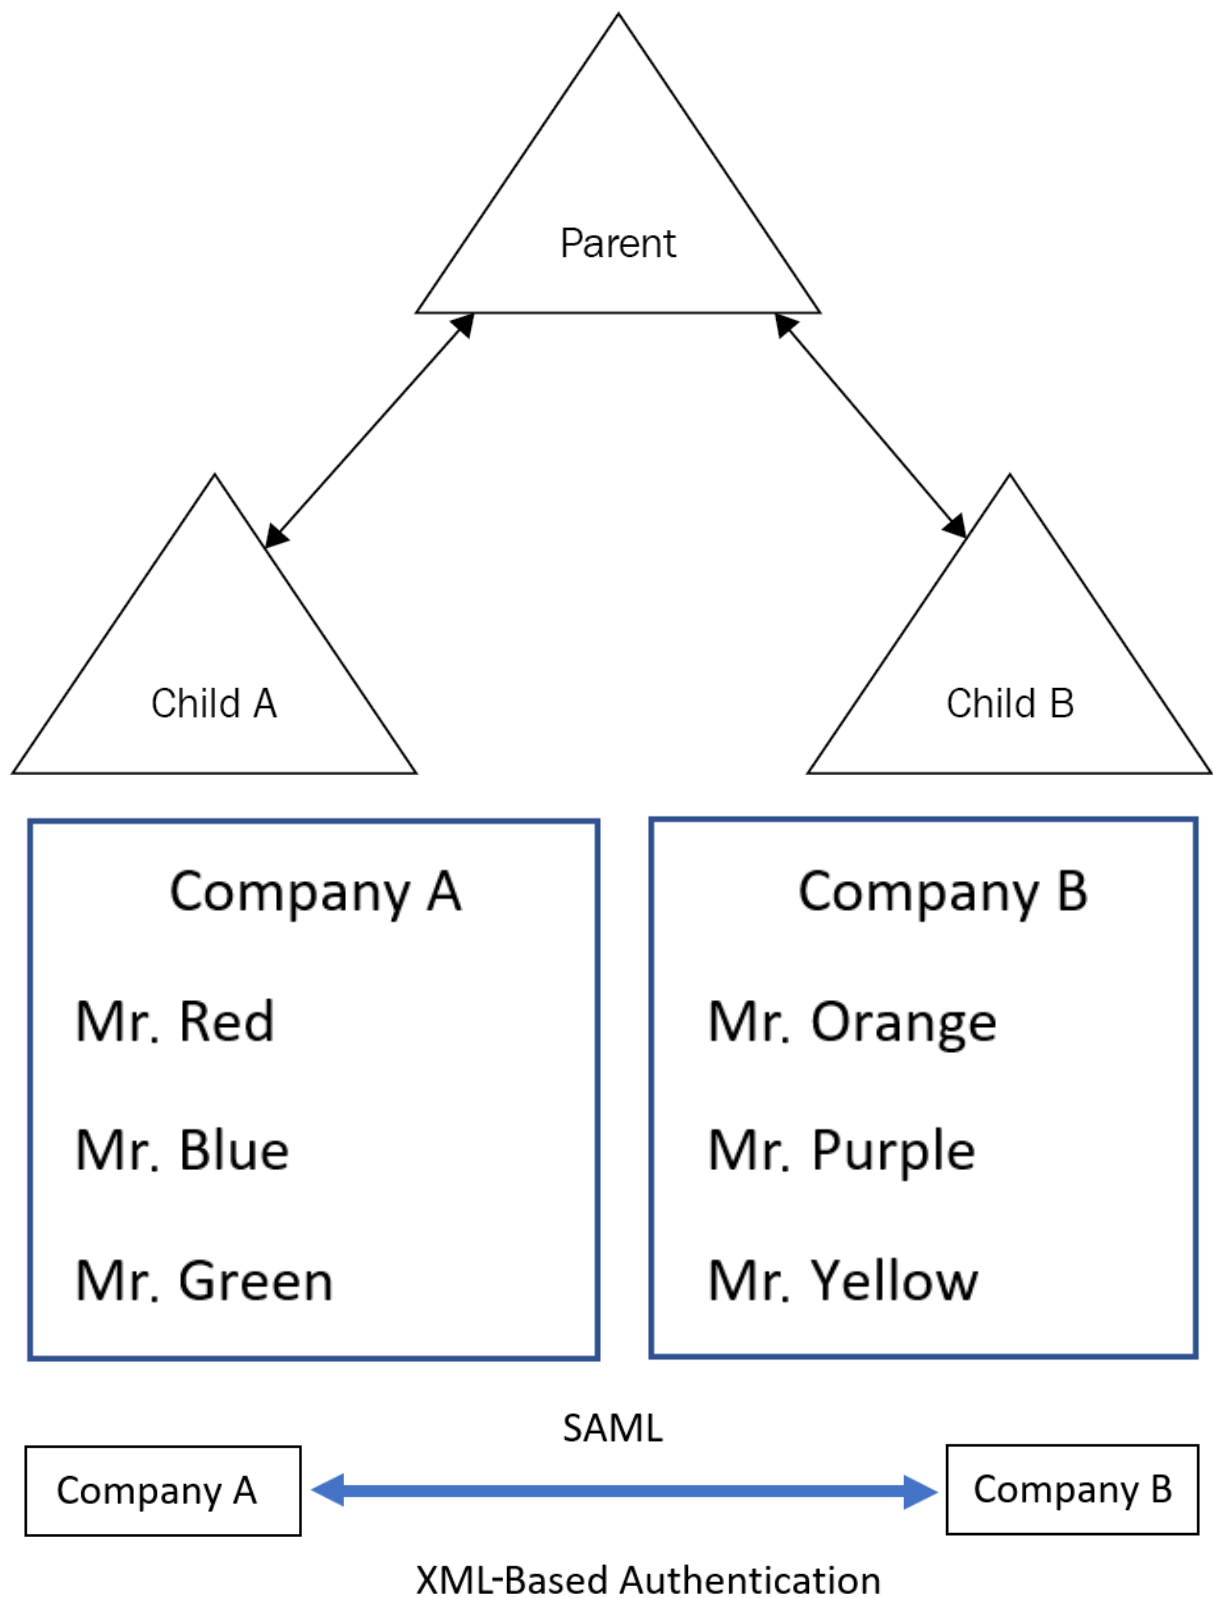 Parent
Child A
Child B
Company A
Mr. Red
Mr. Blue
Mr. Green
Company B
Mr. Orange
Mr. Purple
Mr. Yellow
SAML
Company A
Company B
XML-Based Authentication